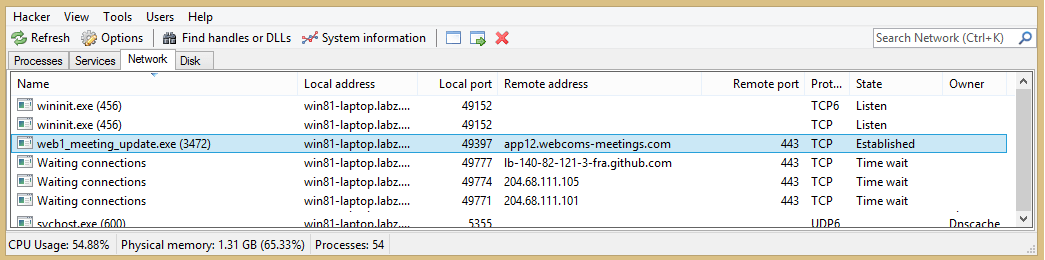 Hacker View Tools Users Help
Refresh Options Find handles or DLLs System information Search Network (Ctrl+K)
Processes Services Network Disk
Name Local address Local port Remote address Remote port Prot... State Owner
wininit.exe (456) win81-laptop.labz.... 49152 TCP6 Listen
wininit.exe (456) win81-laptop.labz.... 49152 TCP Listen
web1_meeting_update.exe (3472) win81-laptop.labz.... 49397 app12.webcoms-meetings.com 443 TCP Established
Waiting connections win81-laptop.labz.... 49777 lb-140-82-121-3-fra.github.com 443 TCP Time wait
Waiting connections win81-laptop.labz.... 49774 204.68.111.105 443 TCP Time wait
Waiting connections win81-laptop.labz.... 49771 204.68.111.101 443 TCP Time wait
svchost.exe (600) win81-laptop.labz.... 5355 UDP6 Dnscache
CPU Usage: 54.88% Physical memory: 1.31 GB (65.33%) Processes: 54